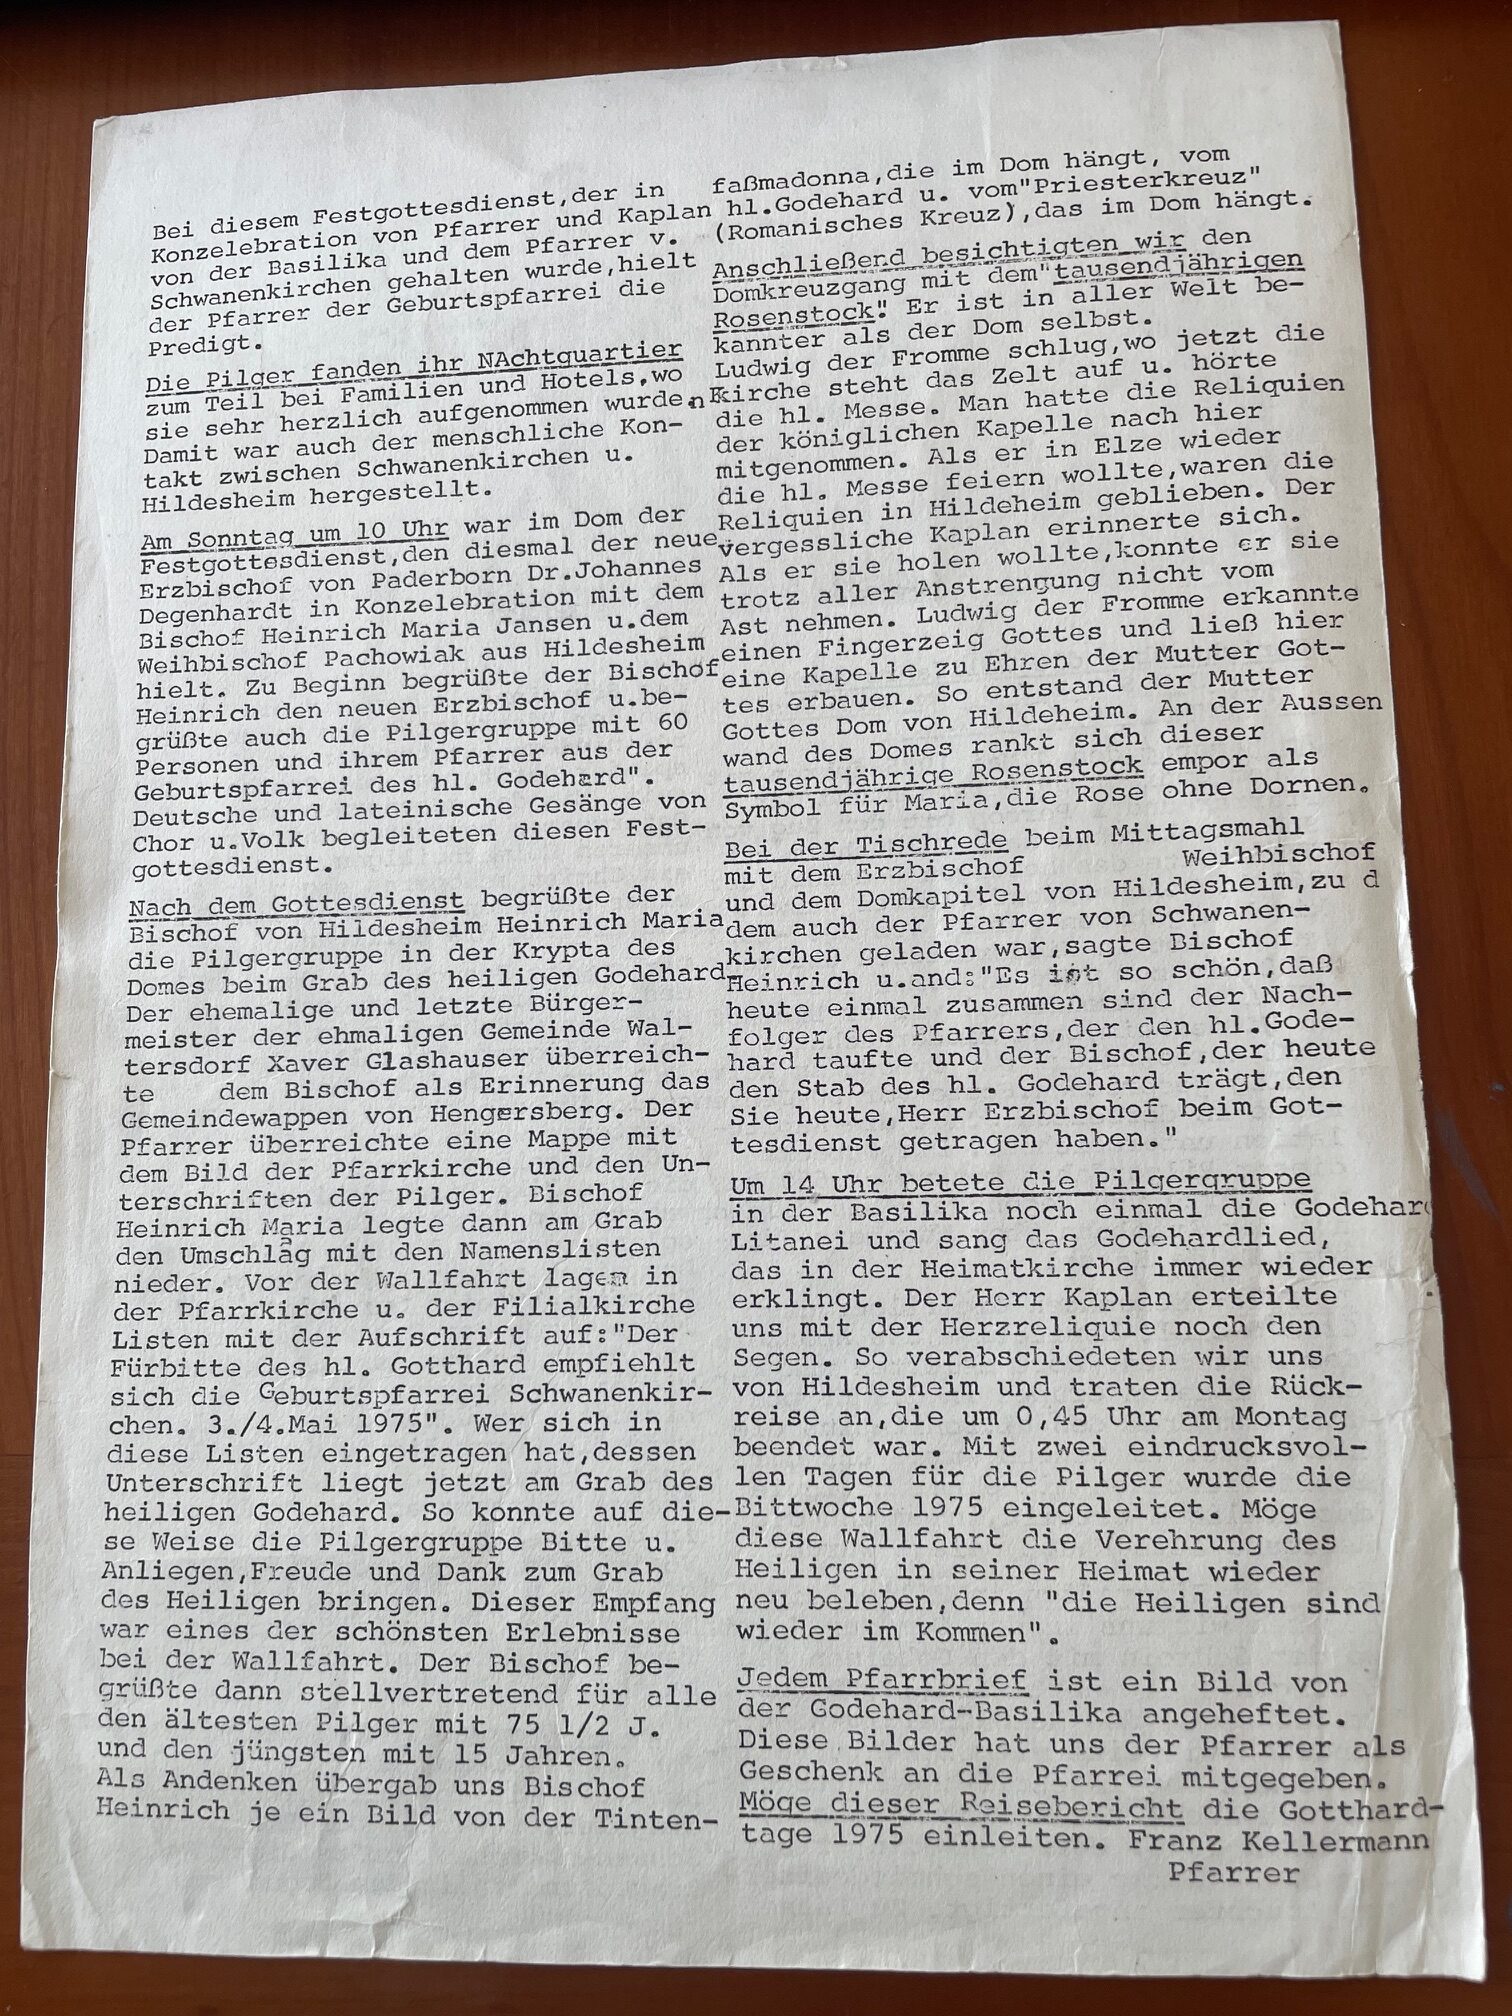 Bei diesem Festgottesdienst,der in
Konzelebration von Pfarrer und Kaplan
von der Basilika und dem Pfarrer v.
Schwanenkirchen gehalten wurde,hielt
der Pfarrer der Geburtspfarrei die
Predigt.
Die Pilger fanden ihr NAchtquartier
zum Teil bei Familien und Hotels,wo
sie sehr herzlich aufgenommen wurden
Damit war auch der menschliche Kon-
takt zwischen Schwanenkirchen u.
Hildesheim hergestellt.
Am Sonntag um 10 Uhr war im Dom der
Festgottesdienst,den diesmal der neue
Erzbischof von Paderborn Dr.Johannes
Degenhardt in Konzelebration mit dem
Bischof Heinrich Maria Jansen u.dem
Weihbischof Pachowiak aus Hildesheim
hielt. Zu Beginn begrüßte der Bischof
Heinrich den neuen Erzbischof u.be-
grüßte auch die Pilgergruppe mit 60
Personen und ihrem Pfarrer aus der
Geburtspfarrei des hl. Godehard".
Deutsche und lateinische Gesänge von
Chor u.Volk begleiteten diesen Fest-
gottesdienst.
Nach dem Gottesdienst begrüßte der
Bischof von Hildesheim Heinrich Maria
die Pilgergruppe in der Krypta des
Domes beim Grab des heiligen Godehard.
Der ehemalige und letzte Bürger-
meister der ehmaligen Gemeinde Wal-
tersdorf Xaver Glashauser überreich-
te dem Bischof als Erinnerung das
Gemeindewappen von Hengersberg. Der
Pfarrer überreichte eine Mappe mit
dem Bild der Pfarrkirche und den Un-
terschriften der Pilger. Bischof
Heinrich Maria legte dann am Grab
den Umschlag mit den Namenslisten
nieder. Vor der Wallfahrt lagen in
der Pfarrkirche u. der Filialkirche
Listen mit der Aufschrift auf:"Der
Fürbitte des hl. Gotthard empfiehlt
sich die Geburtspfarrei Schwanenkir-
chen. 3./4.Mai 1975". Wer sich in
diese Listen eingetragen hat,dessen
Unterschrift liegt jetzt am Grab des
heiligen Godehard. So konnte auf die-
se Weise die Pilgergruppe Bitte u.
Anliegen,Freude und Dank zum Grab
des Heiligen bringen. Dieser Empfang
war eines der schönsten Erlebnisse
bei der Wallfahrt. Der Bischof be-
grüßte dann stellvertretend für alle
den ältesten Pilger mit 75 1/2 J.
und den jüngsten mit 15 Jahren.
Als Andenken übergab uns Bischof
Heinrich je ein Bild von der Tinten-
faßmadonna,die im Dom hängt, vom
hl.Godehard u. vom"Priesterkreuz"
(Romanisches Kreuz),das im Dom hängt.
Anschließend besichtigten wir den
Domkreuzgang mit dem"tausendjährigen
Rosenstock". Er ist in aller Welt be-
kannter als der Dom selbst.
Ludwig der Fromme schlug,wo jetzt die
Kirche steht das Zelt auf u. hörte
die hl. Messe. Man hatte die Reliquien
der königlichen Kapelle nach hier
mitgenommen. Als er in Elze wieder
die hl. Messe feiern wollte,waren die
Reliquien in Hildeheim geblieben. Der
vergessliche Kaplan erinnerte sich.
Als er sie holen wollte,konnte er sie
trotz aller Anstrengung nicht vom
Ast nehmen. Ludwig der Fromme erkannte
einen Fingerzeig Gottes und ließ hier
eine Kapelle zu Ehren der Mutter Got-
tes erbauen. So entstand der Mutter
Gottes Dom von Hildeheim. An der Aussen
wand des Domes rankt sich dieser
tausendjährige Rosenstock empor als
Symbol für Maria,die Rose ohne Dornen.
Bei der Tischrede beim Mittagsmahl
mit dem Erzbischof Weihbischof
und dem Domkapitel von Hildesheim,zu d
dem auch der Pfarrer von Schwanen-
kirchen geladen war,sagte Bischof
Heinrich u.and:"Es ist so schön,daß
heute einmal zusammen sind der Nach-
folger des Pfarrers,der den hl.Gode-
hard taufte und der Bischof,der heute
den Stab des hl. Godehard trägt,den
Sie heute,Herr Erzbischof beim Got-
tesdienst getragen haben."
Um 14 Uhr betete die Pilgergruppe
in der Basilika noch einmal die Godehard
Litanei und sang das Godehardlied,
das in der Heimatkirche immer wieder
erklingt. Der Herr Kaplan erteilte
uns mit der Herzreliquie noch den
Segen. So verabschiedeten wir uns
von Hildesheim und traten die Rück-
reise an,die um 0,45 Uhr am Montag
beendet war. Mit zwei eindrucksvol-
len Tagen für die Pilger wurde die
Bittwoche 1975 eingeleitet. Möge
diese Wallfahrt die Verehrung des
Heiligen in seiner Heimat wieder
neu beleben,denn "die Heiligen sind
wieder im Kommen".
Jedem Pfarrbrief ist ein Bild von
der Godehard-Basilika angeheftet.
Diese Bilder hat uns der Pfarrer als
Geschenk an die Pfarrei mitgegeben.
Möge dieser Reisebericht die Gotthard-
tage 1975 einleiten. Franz Kellermann
Pfarrer